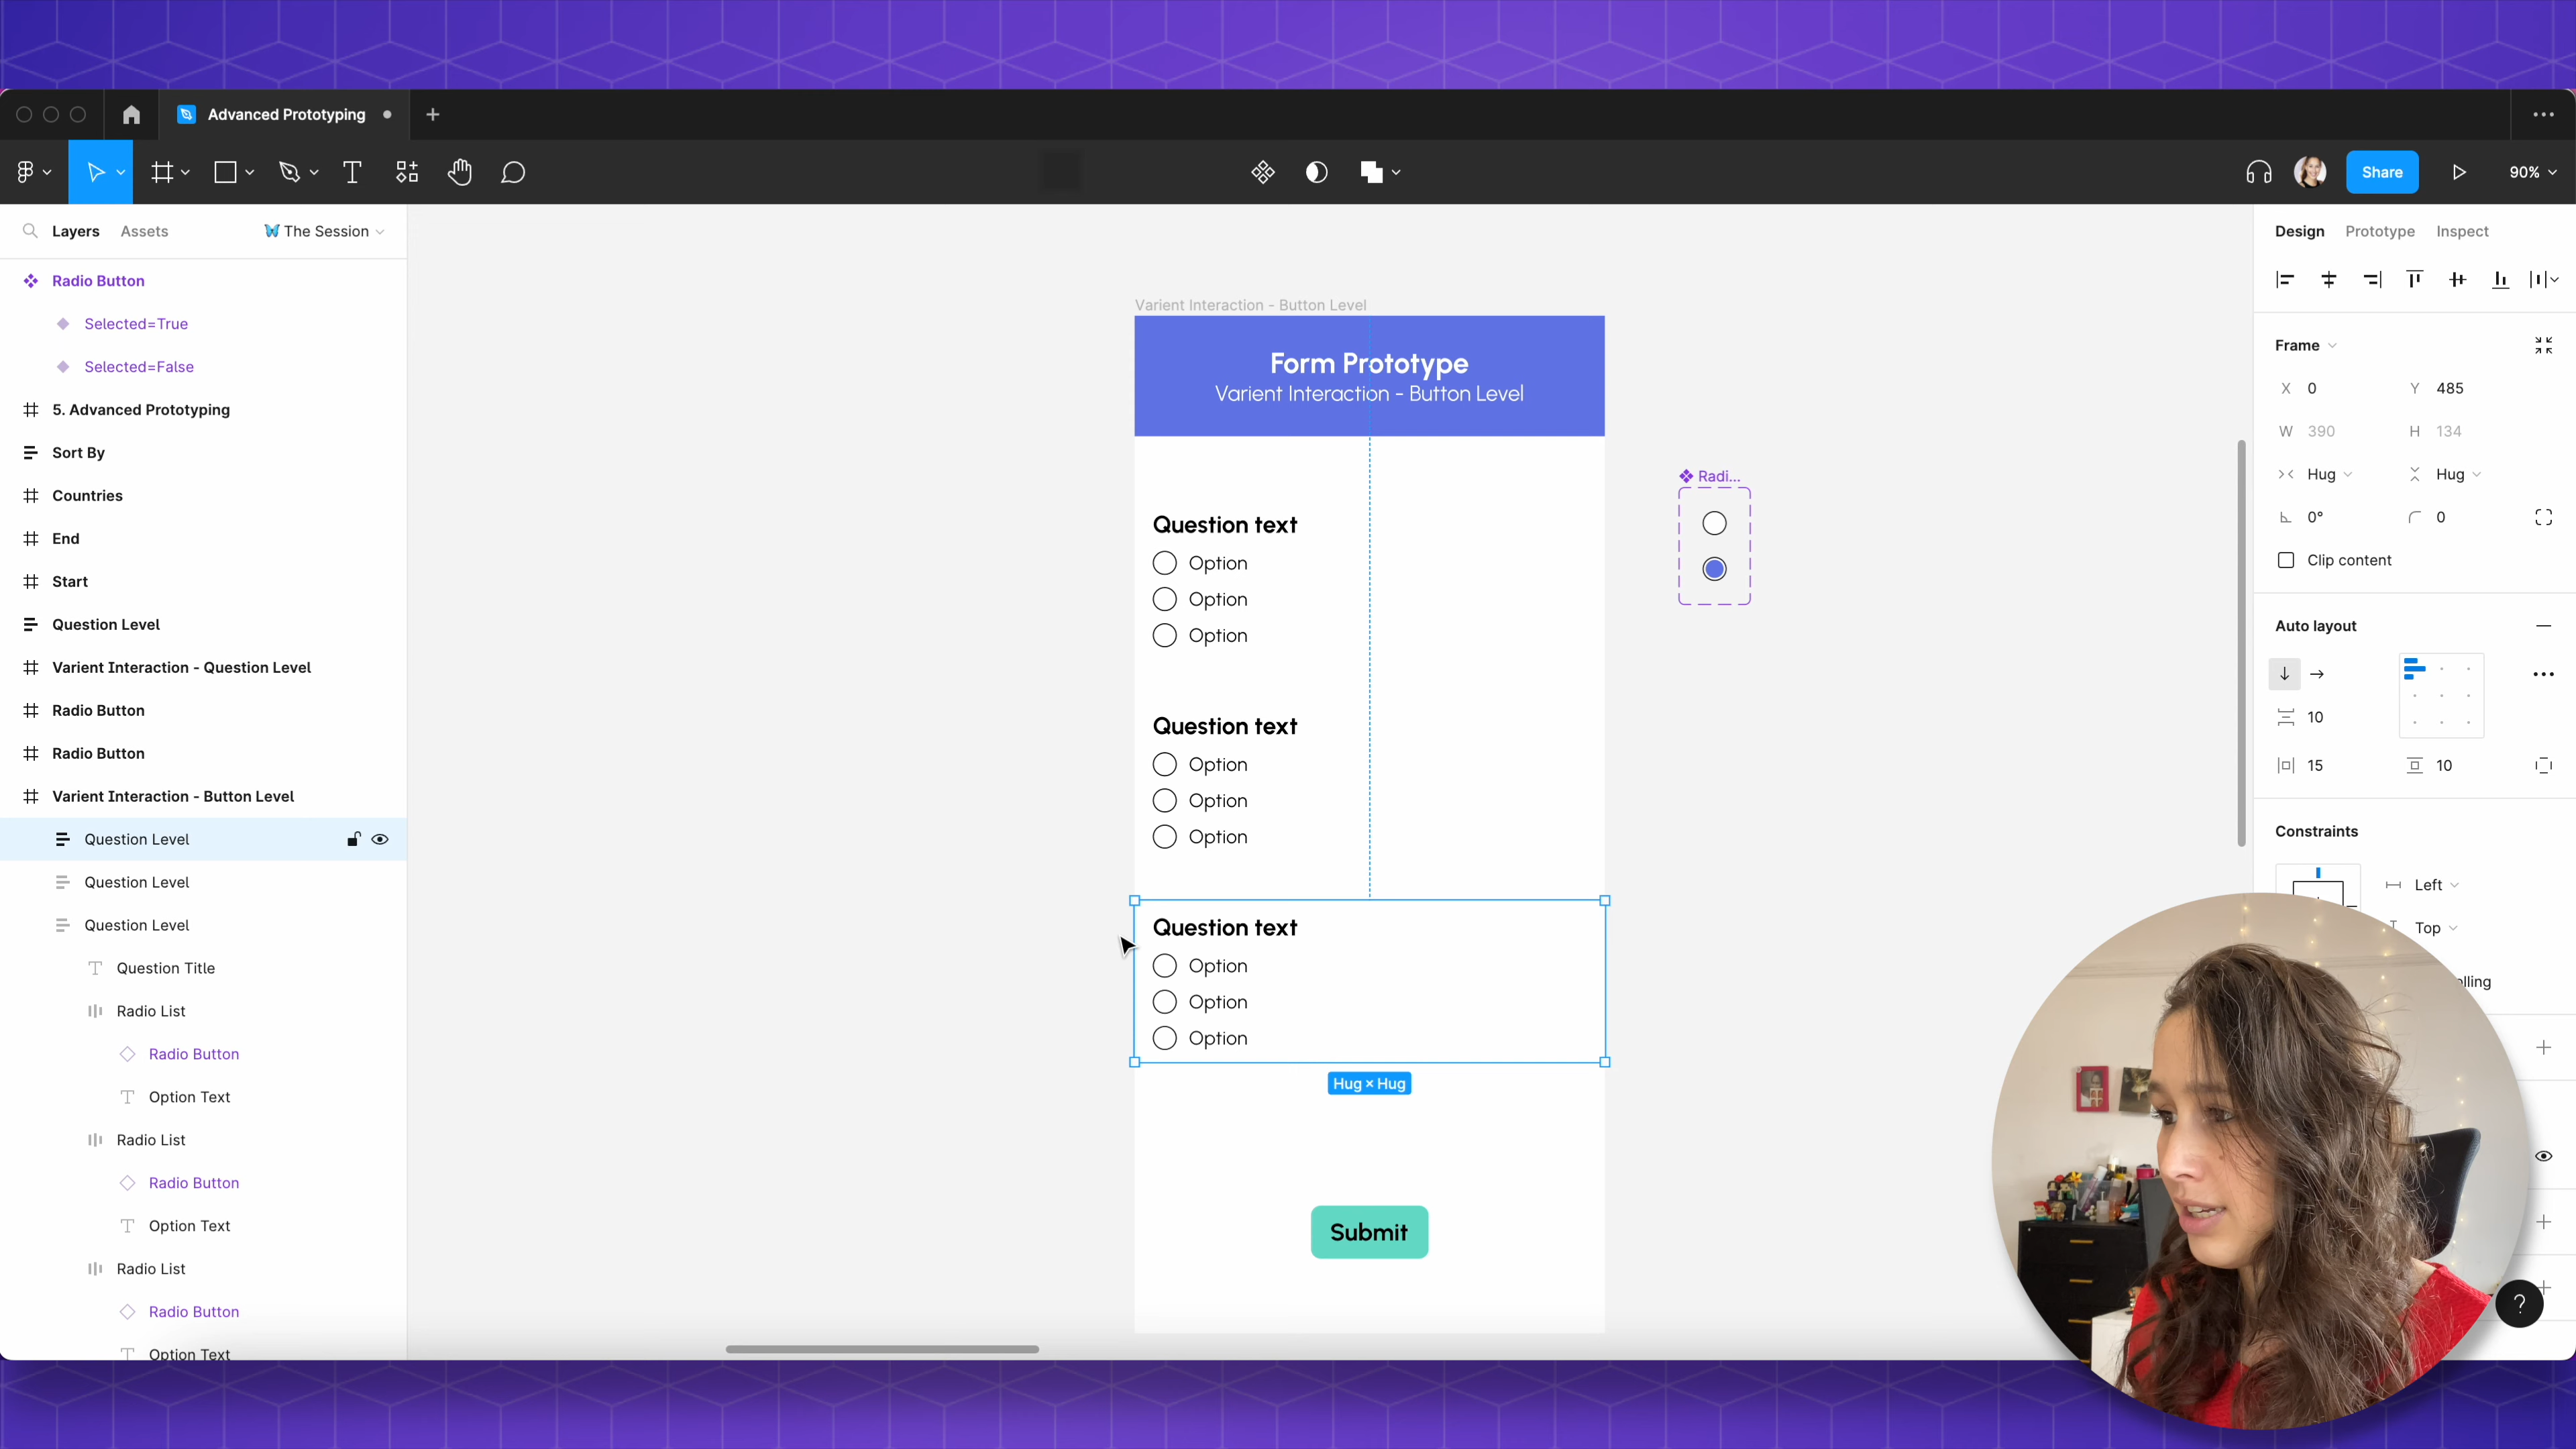 Advanced Prototyping
Share
90%
Layers
Assets
The Session
Radio Button
Selected=True
Selected=False
5. Advanced Prototyping
Sort By
Countries
End
Start
Question Level
Varient Interaction - Question Level
Radio Button
Radio Button
Varient Interaction - Button Level
Question Level
Question Level
Question Level
Question Title
Radio List
Radio Button
Option Text
Radio List
Radio Button
Option Text
Radio List
Radio Button
Option Text
Varient Interaction - Button Level
Form Prototype
Varient Interaction - Button Level
Question text
Option
Option
Option
Question text
Option
Option
Option
Question text
Option
Option
Option
Hug × Hug
Submit
Radi...
Design
Prototype
Inspect
Frame
X 0
Y 485
W 390
H 134
Hug
Hug
0°
0
Clip content
Auto layout
10
15
10
Constraints
Left
Top
?